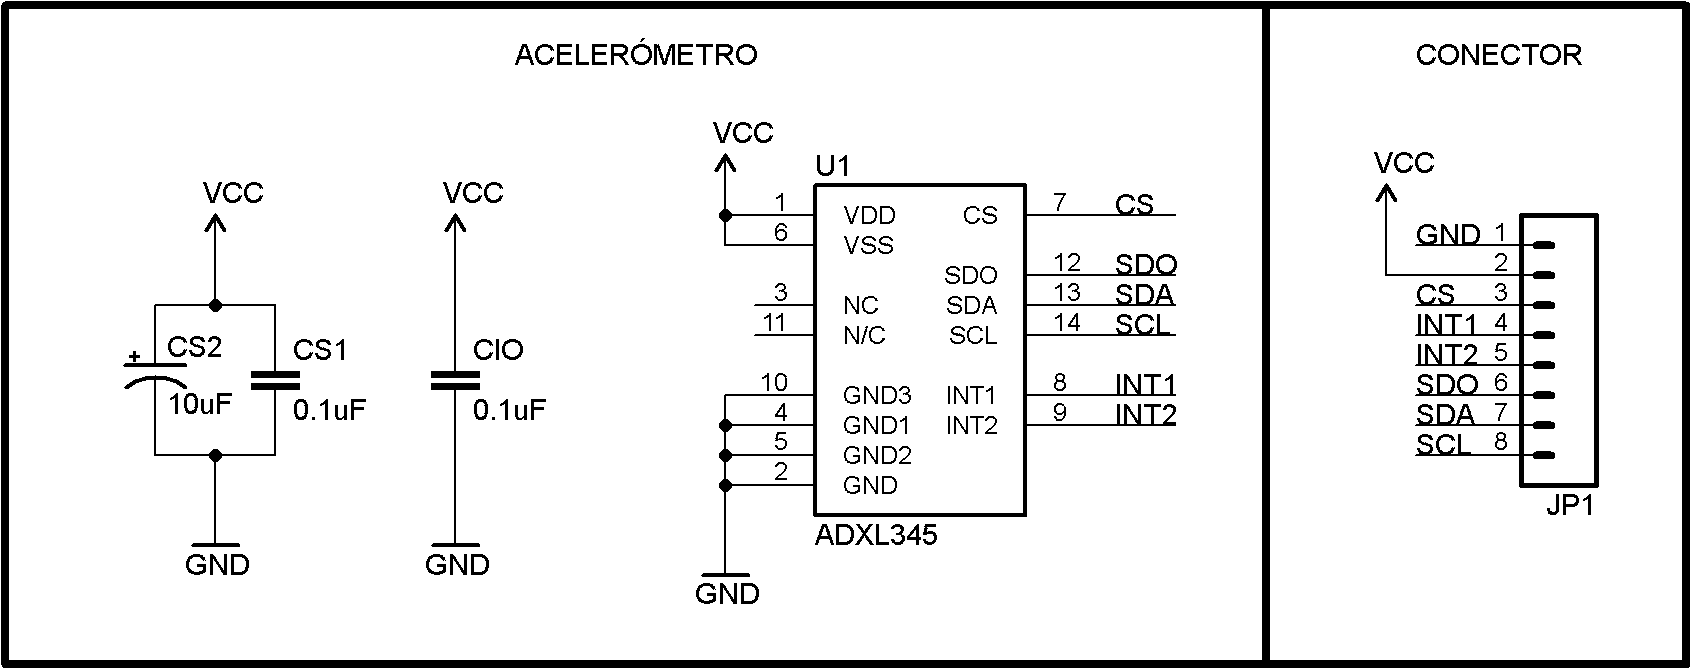 ACELERÓMETRO
CONECTOR
VCC
VCC
+
CS2
10uF
CS1
0.1uF
GND
CIO
0.1uF
GND
VCC
U1
1 VDD
6 VSS
3 NC
11 N/C
10 GND3
4 GND1
5 GND2
2 GND
CS 7 CS
SDO 12 SDO
SDA 13 SDA
SCL 14 SCL
INT1 8 INT1
INT2 9 INT2
ADXL345
GND
VCC
GND 1
2
CS 3
INT1 4
INT2 5
SDO 6
SDA 7
SCL 8
JP1